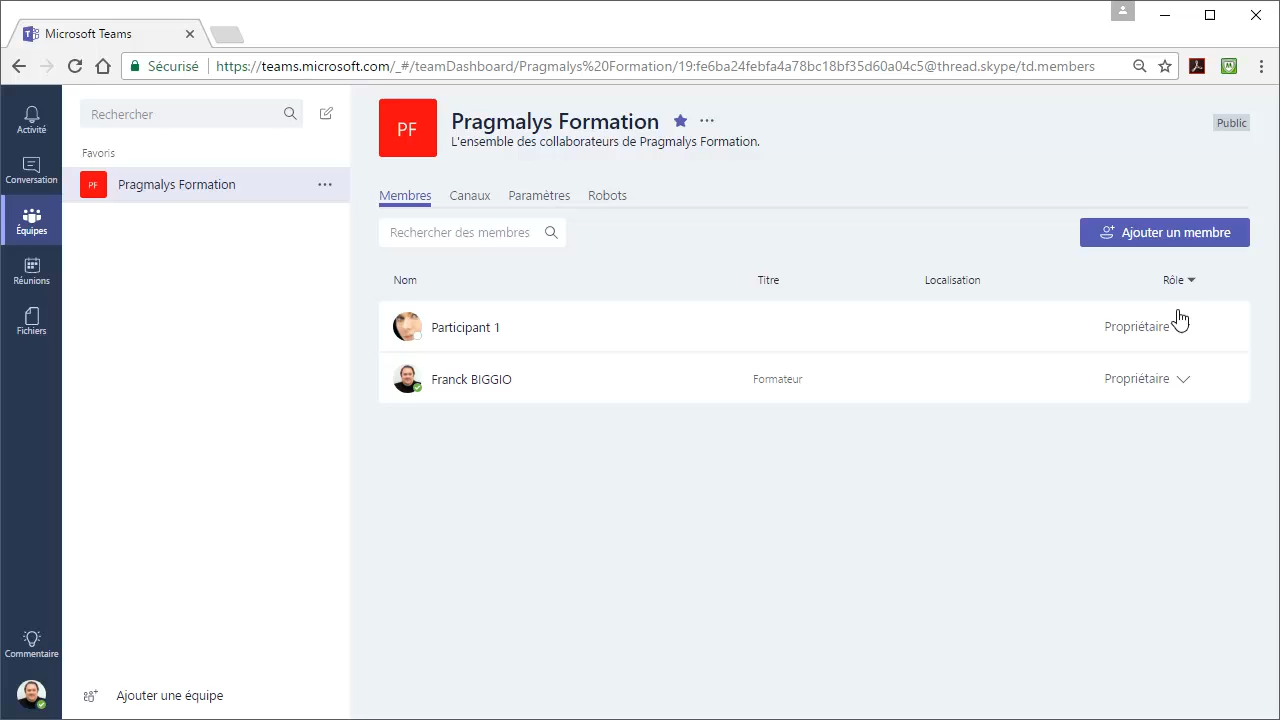 Microsoft Teams
Sécurisé https://teams.microsoft.com/_#/teamDashboard/Pragmalys%20Formation/19:fe6ba24febfa4a78bc18bf35d60a04c5@thread.skype/td.members
Activité
Conversation
Équipes
Réunions
Fichiers
Commentaire
Rechercher
Favoris
PF Pragmalys Formation
Ajouter une équipe
PF
Pragmalys Formation
L'ensemble des collaborateurs de Pragmalys Formation.
Public
Membres Canaux Paramètres Robots
Rechercher des membres
Ajouter un membre
Nom Titre Localisation Rôle
Participant 1 Propriétaire
Franck BIGGIO Formateur Propriétaire